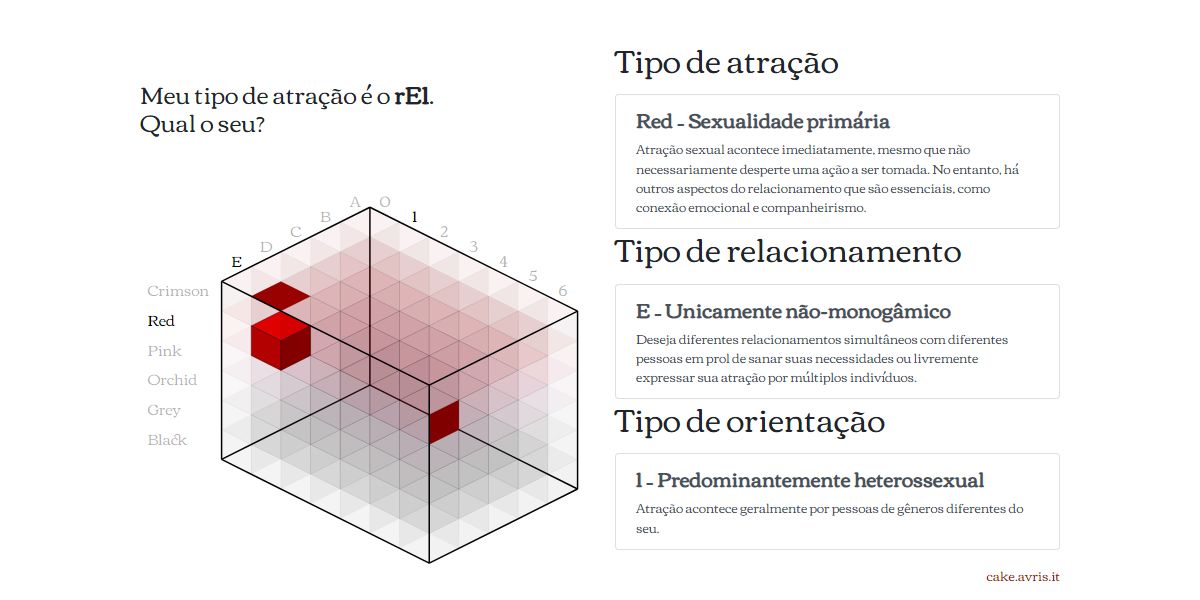 Meu tipo de atração é o rE1.
Qual o seu?
A O
B 1
C 2
D 3
E 4
5
6
Crimson
Red
Pink
Orchid
Grey
Black
Tipo de atração
Red - Sexualidade primária
Atração sexual acontece imediatamente, mesmo que não
necessariamente desperte uma ação a ser tomada. No entanto, há
outros aspectos do relacionamento que são essenciais, como
conexão emocional e companheirismo.
Tipo de relacionamento
E - Unicamente não-monogâmico
Deseja diferentes relacionamentos simultâneos com diferentes
pessoas em prol de sanar suas necessidades ou livremente
expressar sua atração por múltiplos indivíduos.
Tipo de orientação
1 - Predominantemente heterossexual
Atração acontece geralmente por pessoas de gêneros diferentes do
seu.
cake.avris.it